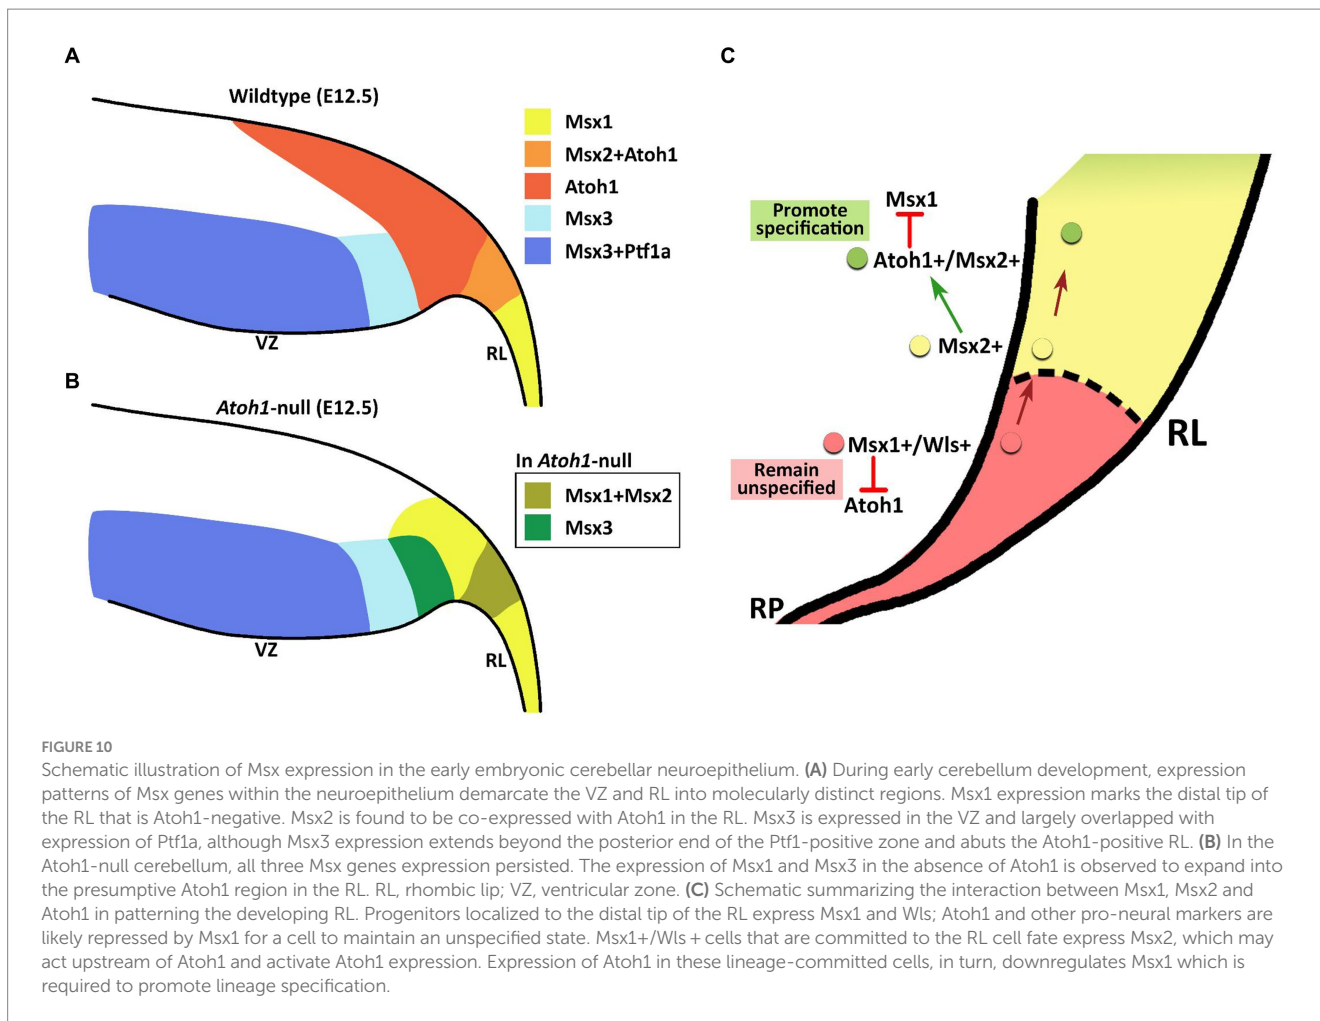 A
Wildtype (E12.5)
Msx1
Msx2+Atoh1
Atoh1
Msx3
Msx3+Ptf1a
VZ
RL
B
Atoh1-null (E12.5)
In Atoh1-null
Msx1+Msx2
Msx3
VZ
RL
C
Msx1
Promote
specification
Atoh1+/Msx2+
Msx2+
RL
Msx1+/Wls+
Remain
unspecified
Atoh1
RP
FIGURE 10
Schematic illustration of Msx expression in the early embryonic cerebellar neuroepithelium. (A) During early cerebellum development, expression
patterns of Msx genes within the neuroepithelium demarcate the VZ and RL into molecularly distinct regions. Msx1 expression marks the distal tip of
the RL that is Atoh1-negative. Msx2 is found to be co-expressed with Atoh1 in the RL. Msx3 is expressed in the VZ and largely overlapped with
expression of Ptf1a, although Msx3 expression extends beyond the posterior end of the Ptf1-positive zone and abuts the Atoh1-positive RL. (B) In the
Atoh1-null cerebellum, all three Msx genes expression persisted. The expression of Msx1 and Msx3 in the absence of Atoh1 is observed to expand into
the presumptive Atoh1 region in the RL. RL, rhombic lip; VZ, ventricular zone. (C) Schematic summarizing the interaction between Msx1, Msx2 and
Atoh1 in patterning the developing RL. Progenitors localized to the distal tip of the RL express Msx1 and Wls; Atoh1 and other pro-neural markers are
likely repressed by Msx1 for a cell to maintain an unspecified state. Msx1+/Wls + cells that are committed to the RL cell fate express Msx2, which may
act upstream of Atoh1 and activate Atoh1 expression. Expression of Atoh1 in these lineage-committed cells, in turn, downregulates Msx1 which is
required to promote lineage specification.